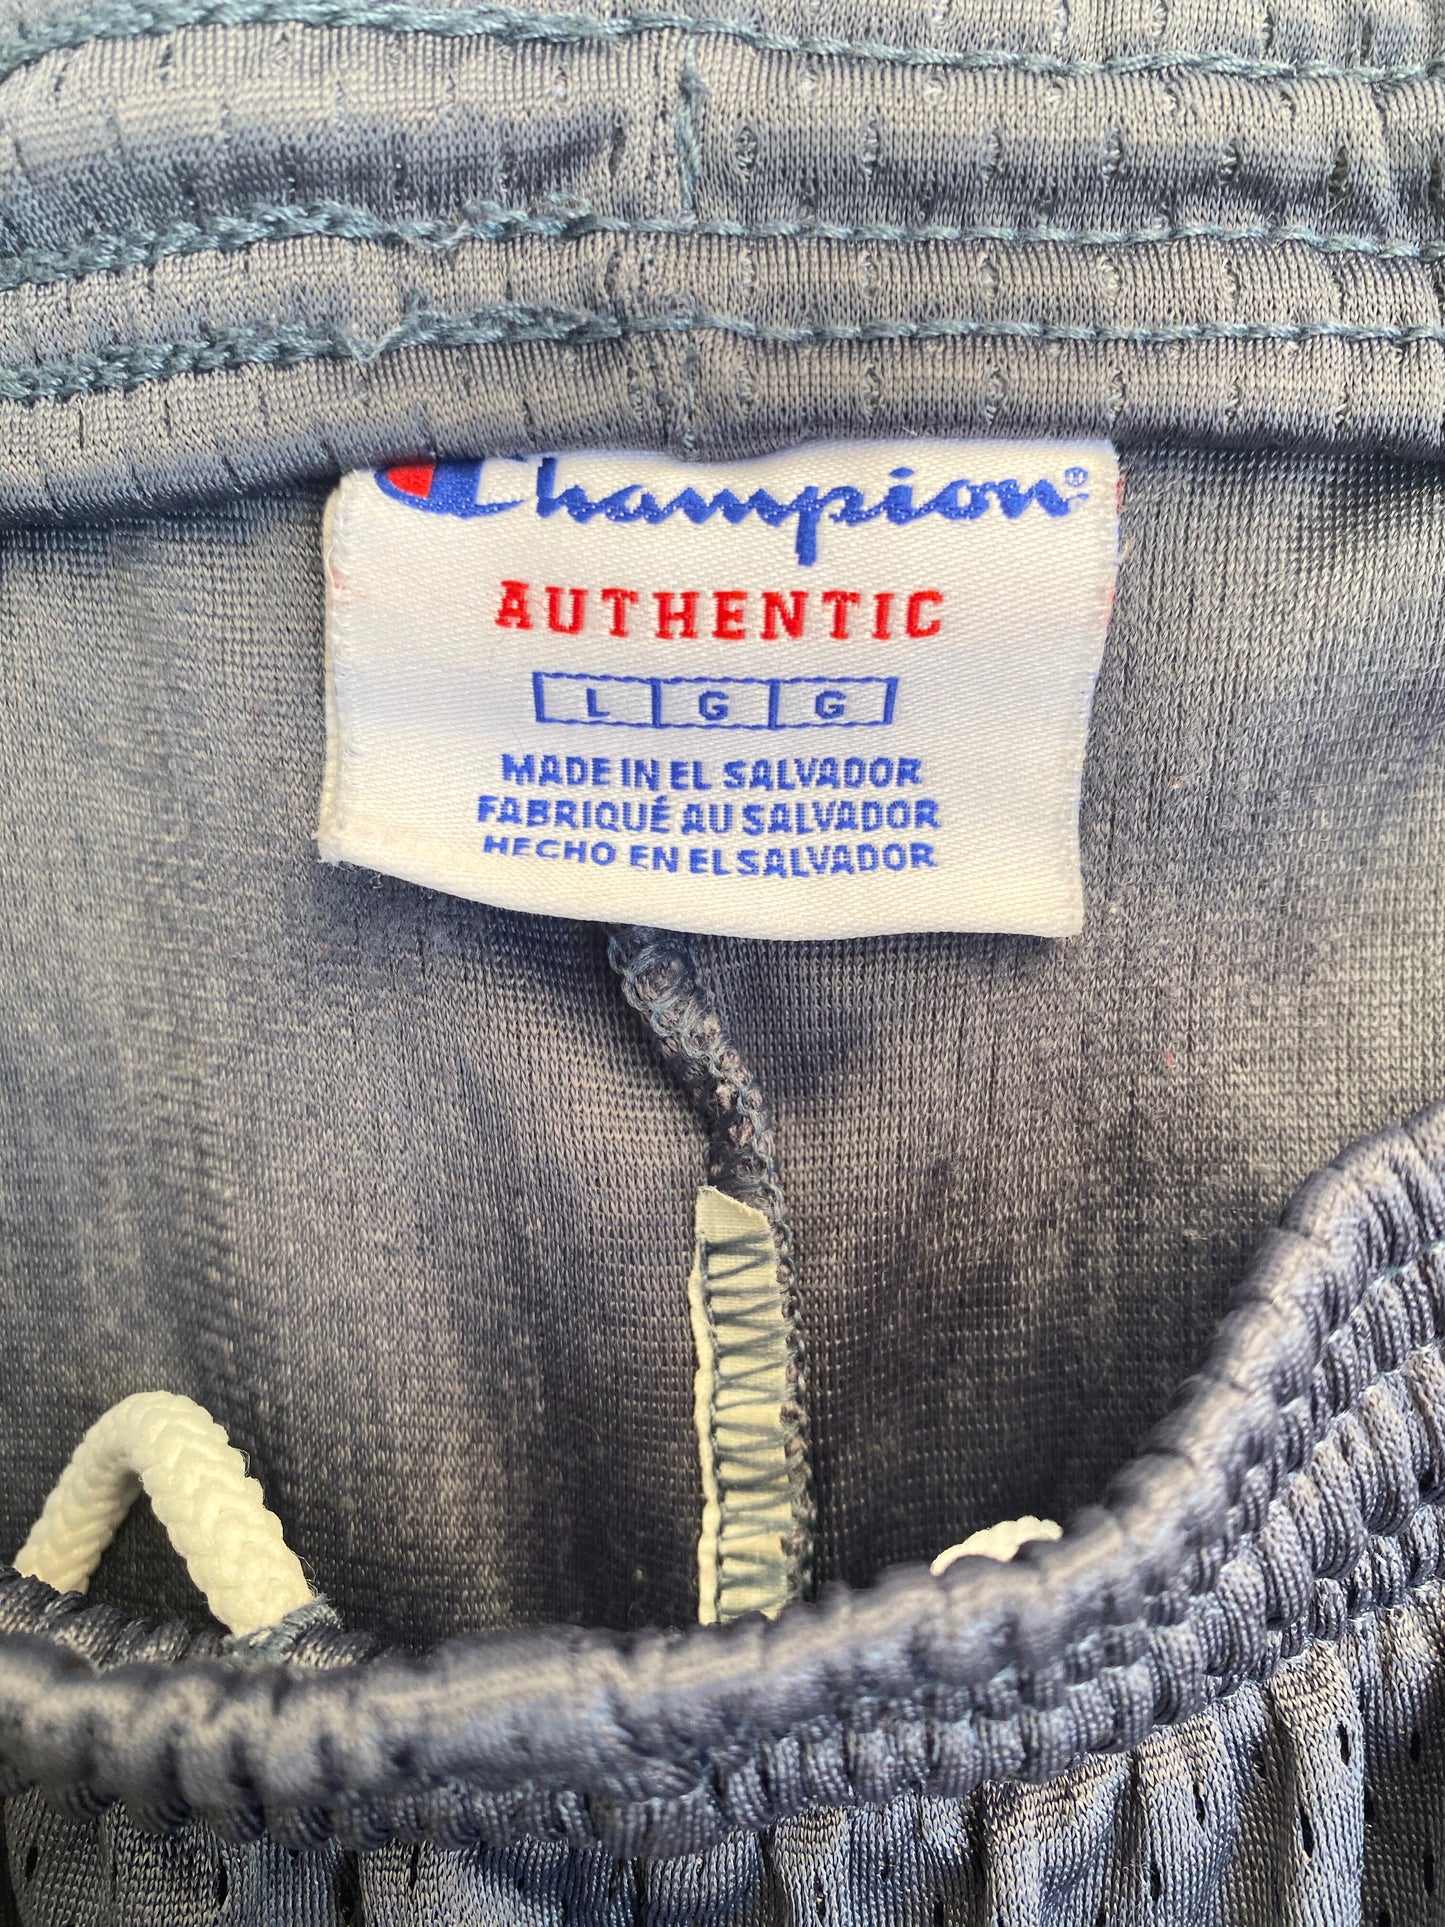 Champion®
AUTHENTIC
L G G
MADE IN EL SALVADOR
FABRIQUÉ AU SALVADOR
HECHO EN EL SALVADOR